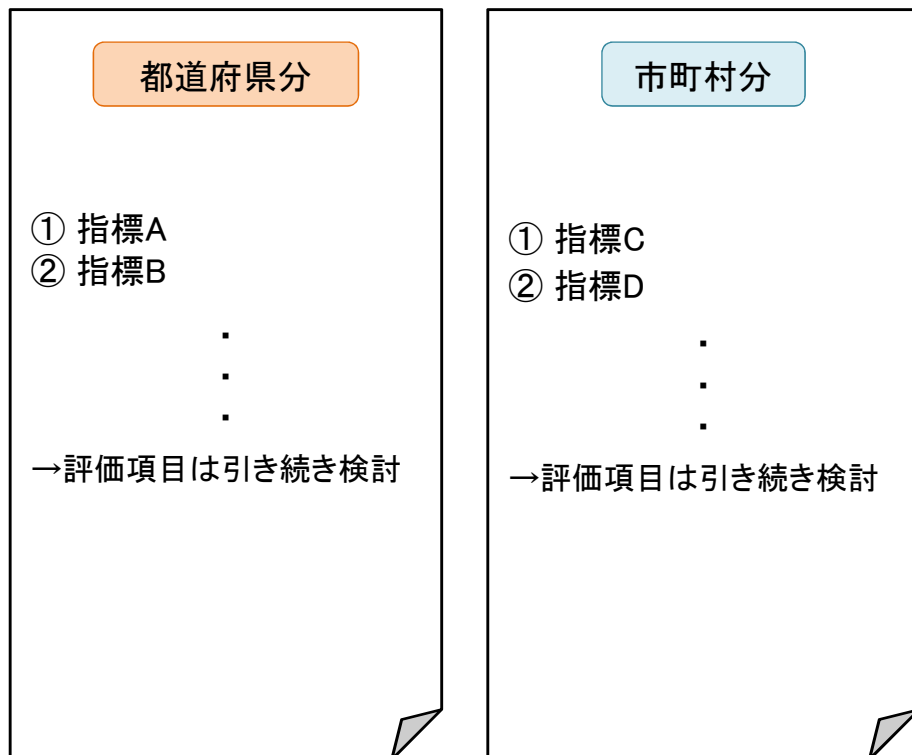 都道府県分
① 指標A
② 指標B
・
・
・
→評価項目は引き続き検討
市町村分
① 指標C
② 指標D
・
・
・
→評価項目は引き続き検討